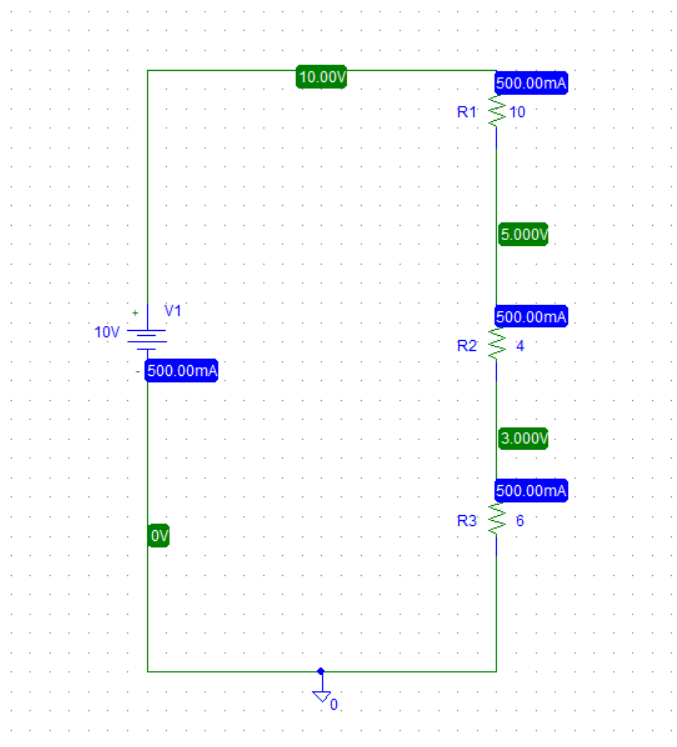 10.00V
500.00mA
R1 10
5.000V
+ V1
500.00mA
10V
R2 4
- 500.00mA
3.000V
500.00mA
R3 6
0V
0